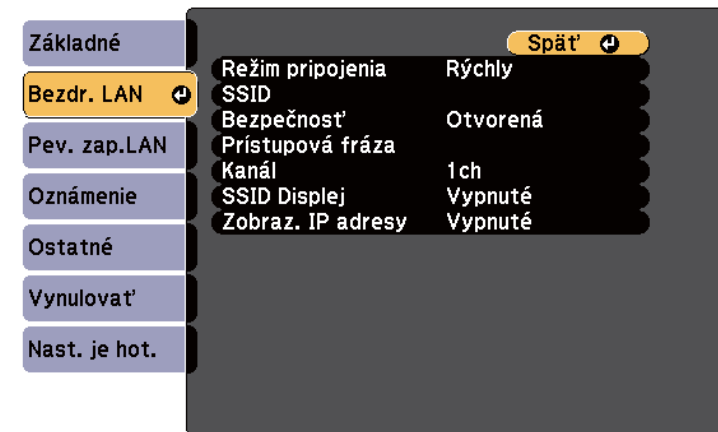 Základné
Bezdr. LAN
Pev. zap.LAN
Oznámenie
Ostatné
Vynulovať
Nast. je hot.
Späť
Režim pripojenia Rýchly
SSID
Bezpečnosť Otvorená
Prístupová fráza
Kanál 1ch
SSID Displej Vypnuté
Zobraz. IP adresy Vypnuté